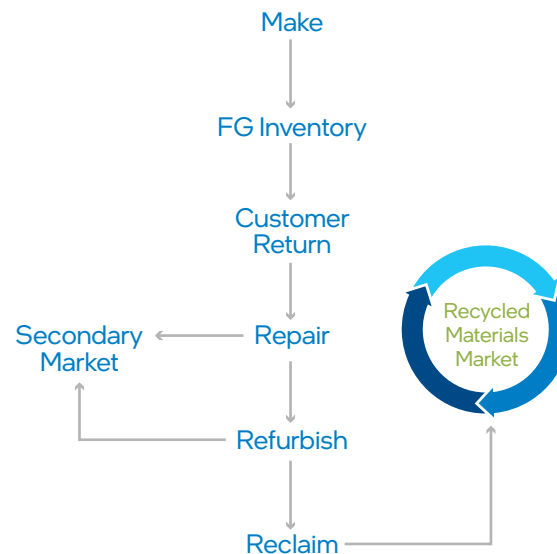 Make
FG Inventory
Customer
Return
Recycled
Materials
Market
Secondary
Market
Repair
Refurbish
Reclaim